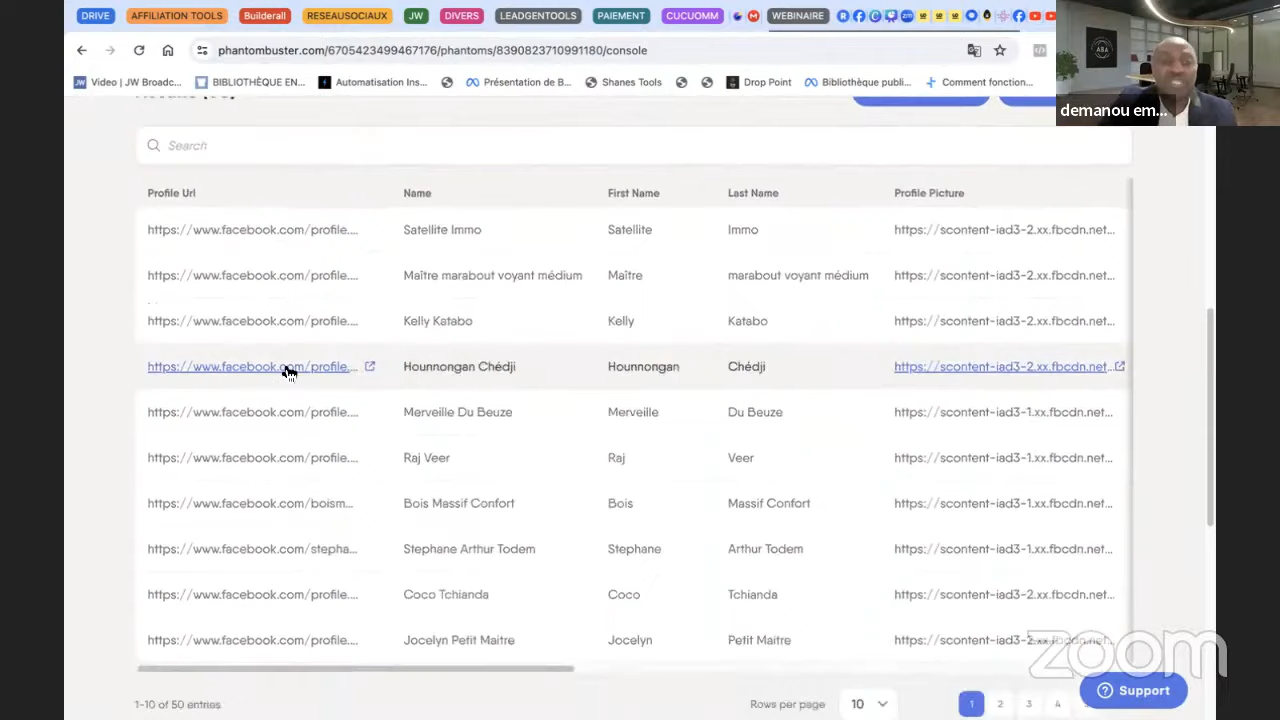 DRIVE AFFILIATION TOOLS Builderall RESEAUSOCIAUX JW DIVERS LEADGENTOOLS PAIEMENT CUCUOMM WEBINAIRE
phantombuster.com/6705423499467176/phantoms/8390823710991180/console
Video | JW Broadc... BIBLIOTHÈQUE EN... Automatisation Ins... Présentation de B... Shanes Tools Drop Point Bibliothèque publi... Comment fonction...
ABA
demanou em...
Search
Profile Url Name First Name Last Name Profile Picture
https://www.facebook.com/profile.... Satellite Immo Satellite Immo https://scontent-iad3-2.xx.fbcdn.net...
https://www.facebook.com/profile.... Maître marabout voyant médium Maître marabout voyant médium https://scontent-iad3-2.xx.fbcdn.net...
https://www.facebook.com/profile.... Kelly Katabo Kelly Katabo https://scontent-iad3-2.xx.fbcdn.net...
https://www.facebook.com/profile.... Hounnongan Chédji Hounnongan Chédji https://scontent-iad3-2.xx.fbcdn.net...
https://www.facebook.com/profile.... Merveille Du Beuze Merveille Du Beuze https://scontent-iad3-1.xx.fbcdn.net...
https://www.facebook.com/profile.... Raj Veer Raj Veer https://scontent-iad3-1.xx.fbcdn.net...
https://www.facebook.com/boism... Bois Massif Confort Bois Massif Confort https://scontent-iad3-1.xx.fbcdn.net...
https://www.facebook.com/stepha... Stephane Arthur Todem Stephane Arthur Todem https://scontent-iad3-1.xx.fbcdn.net...
https://www.facebook.com/profile.... Coco Tchianda Coco Tchianda https://scontent-iad3-2.xx.fbcdn.net...
https://www.facebook.com/profile.... Jocelyn Petit Maitre Jocelyn Petit Maitre https://scontent-iad3-2.xx.fbcdn.net...
zoom
Support
1-10 of 50 entries Rows per page 10 1 2 3 4